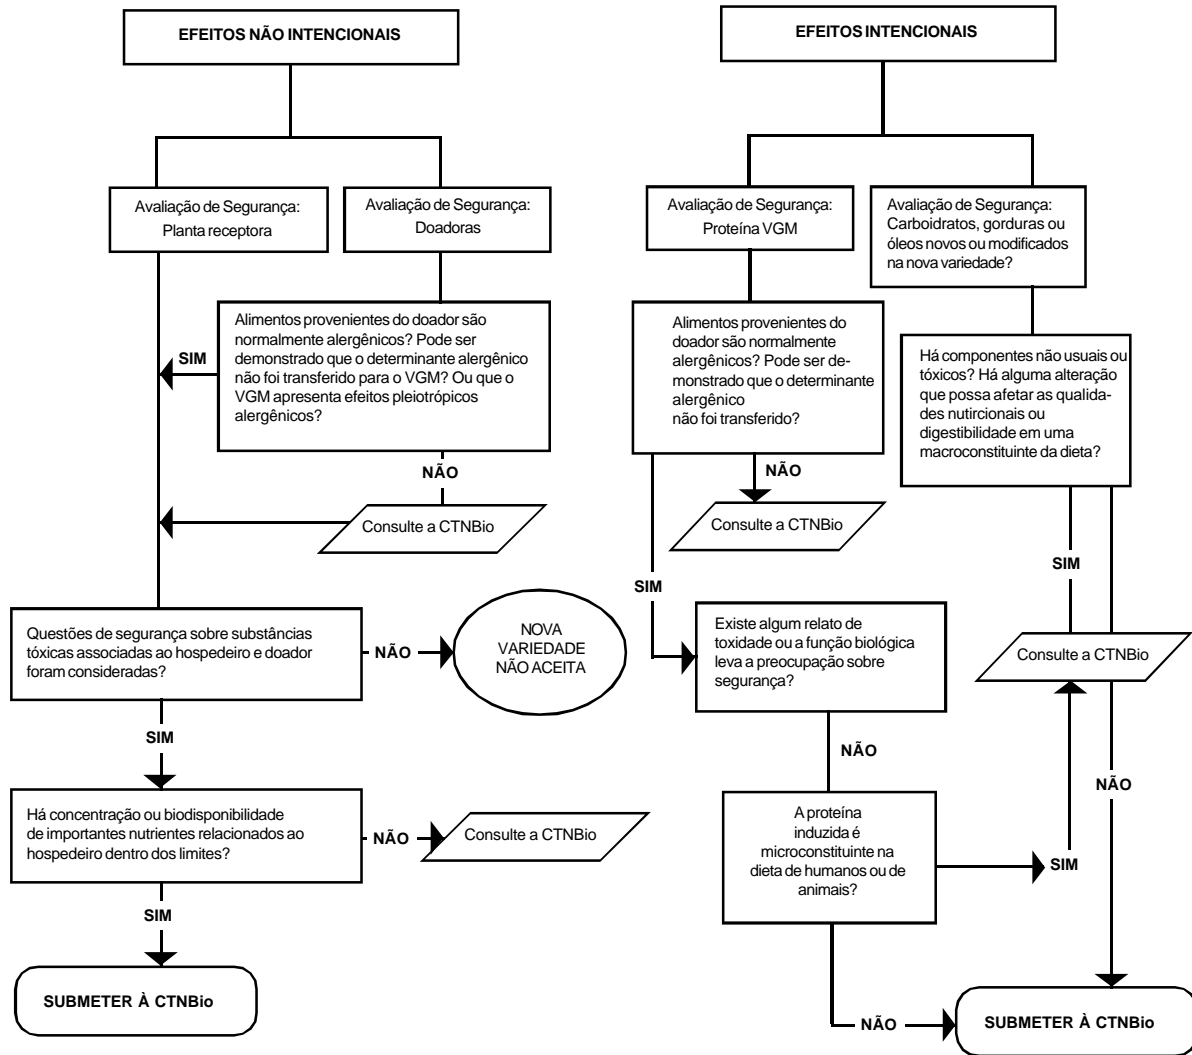 EFEITOS NÃO INTENCIONAIS
Avaliação de Segurança:
Planta receptora
Avaliação de Segurança:
Doadoras
Alimentos provenientes do doador são
normalmente alergênicos? Pode ser
demonstrado que o determinante alergênico
não foi transferido para o VGM? Ou que o
VGM apresenta efeitos pleiotrópicos
alergênicos?
SIM
NÃO
Consulte a CTNBio
Questões de segurança sobre substâncias
tóxicas associadas ao hospedeiro e doador
foram consideradas?
NÃO
NOVA
VARIEDADE
NÃO ACEITA
SIM
Há concentração ou biodisponibilidade
de importantes nutrientes relacionados ao
hospedeiro dentro dos limites?
NÃO
Consulte a CTNBio
SIM
SUBMETER À CTNBio
EFEITOS INTENCIONAIS
Avaliação de Segurança:
Proteína VGM
Avaliação de Segurança:
Carboidratos, gorduras ou
óleos novos ou modificados
na nova variedade?
Alimentos provenientes do
doador são normalmente
alergênicos? Pode ser de-
monstrado que o determinante
alergênico
não foi transferido?
Há componentes não usuais ou
tóxicos? Há alguma alteração
que possa afetar as qualida-
des nutircionais ou
digestibilidade em uma
macroconstituinte da dieta?
NÃO
Consulte a CTNBio
SIM
SIM
Existe algum relato de
toxidade ou a função biológica
leva a preocupação sobre
segurança?
Consulte a CTNBio
NÃO
NÃO
A proteína
induzida é
microconstituinte na
dieta de humanos ou de
animais?
SIM
NÃO
SUBMETER À CTNBio